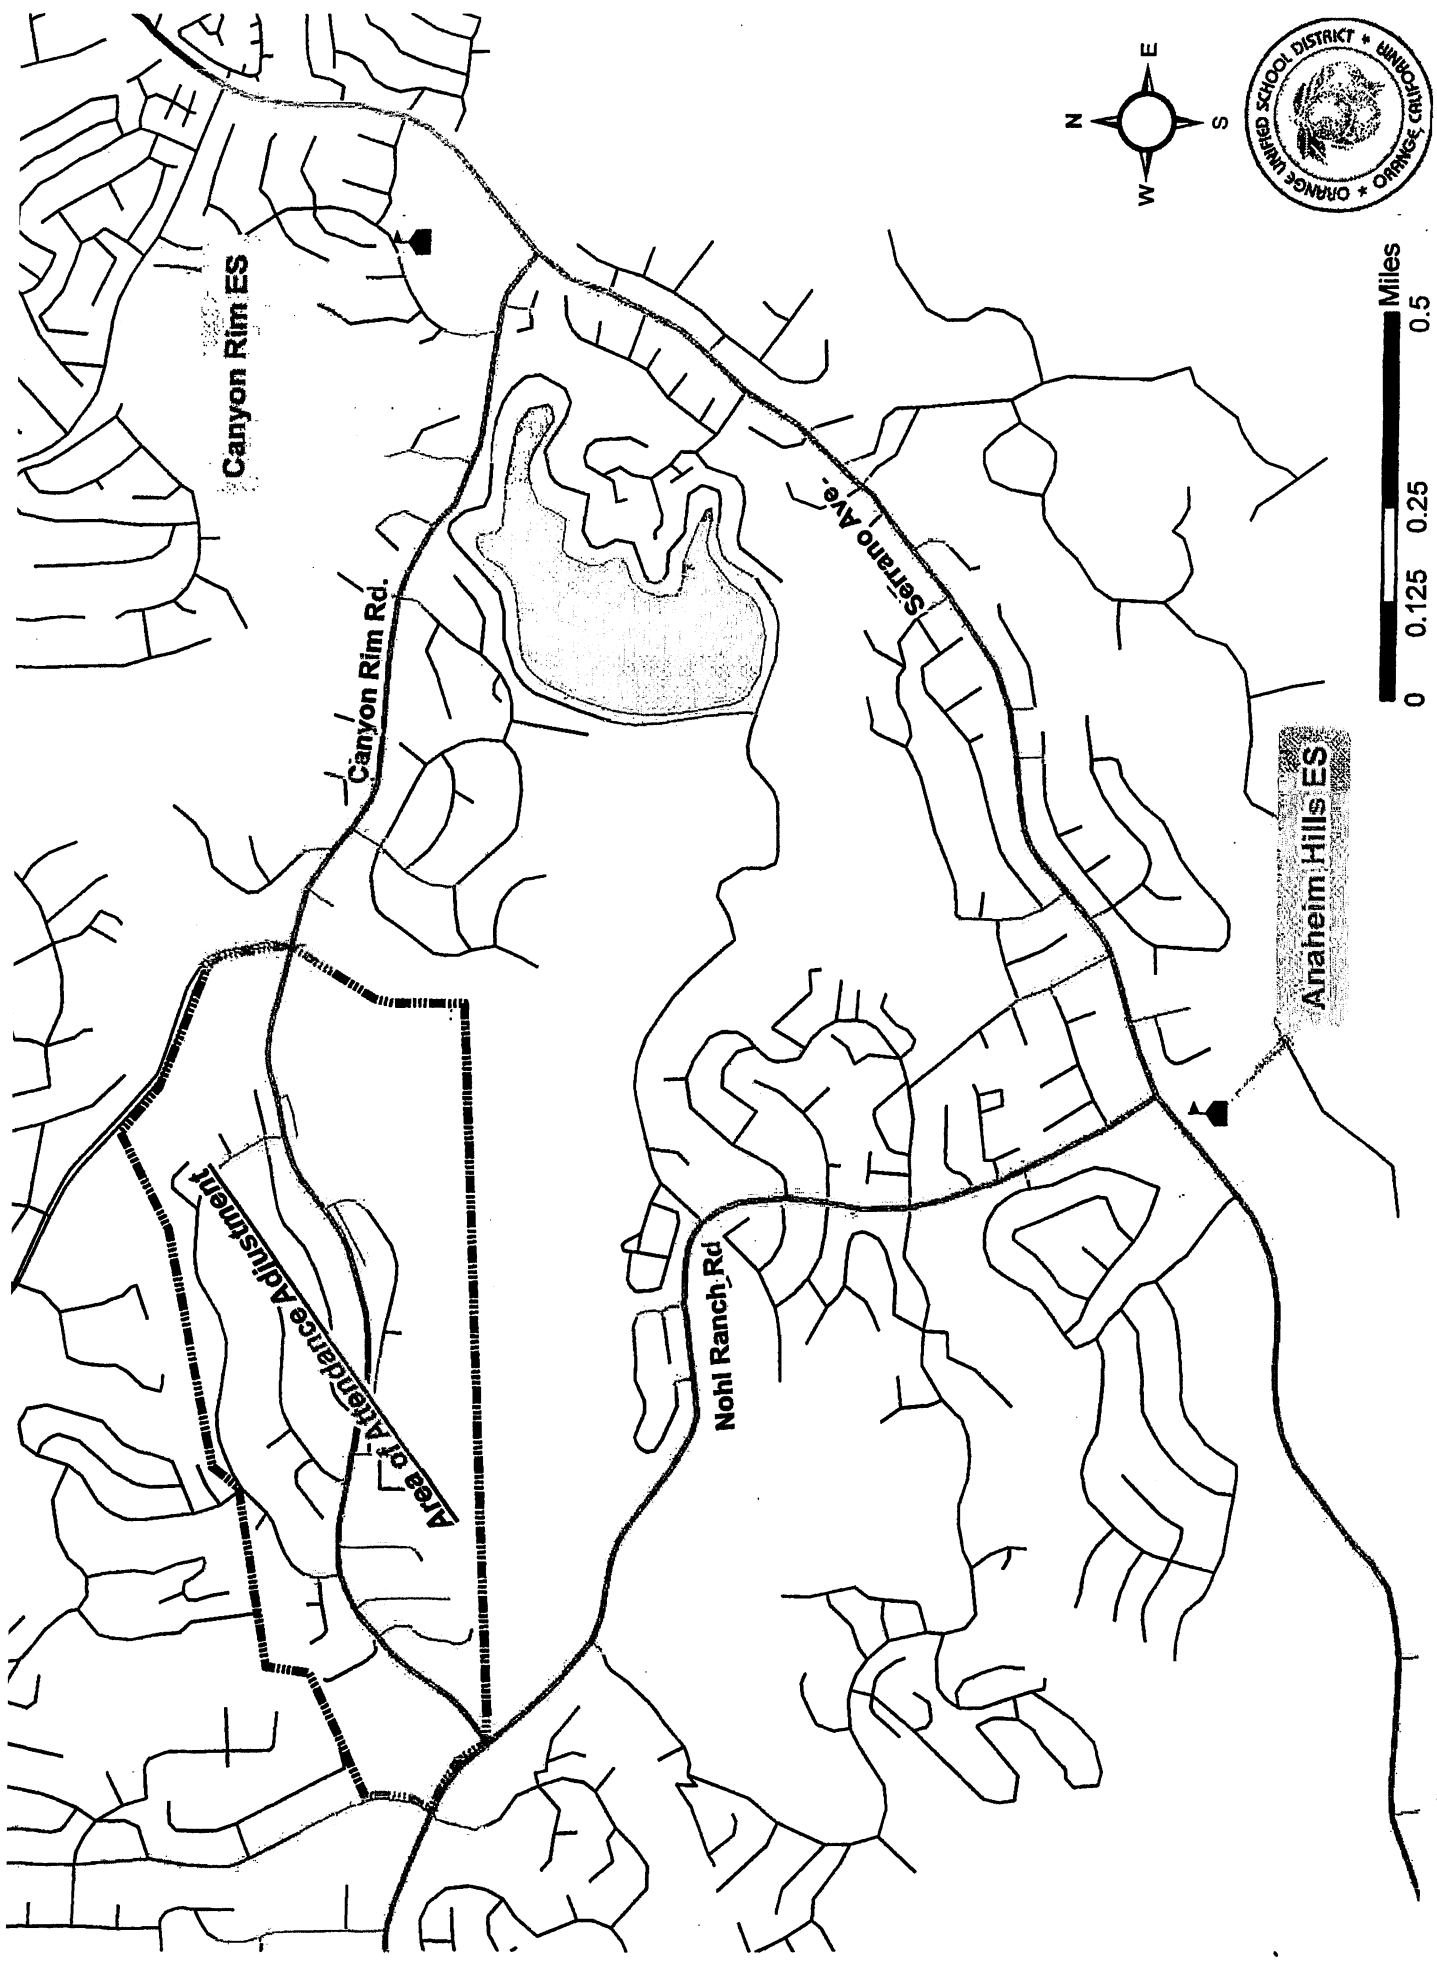 Canyon Rim ES
Canyon Rim Rd.
Serrano Ave.
Area of Attendance Adjustment
Nohl Ranch Rd
Anaheim Hills ES
N
E
S
W
ORANGE UNIFIED SCHOOL DISTRICT * ORANGE, CALIFORNIA *
0 0.125 0.25 0.5
Miles